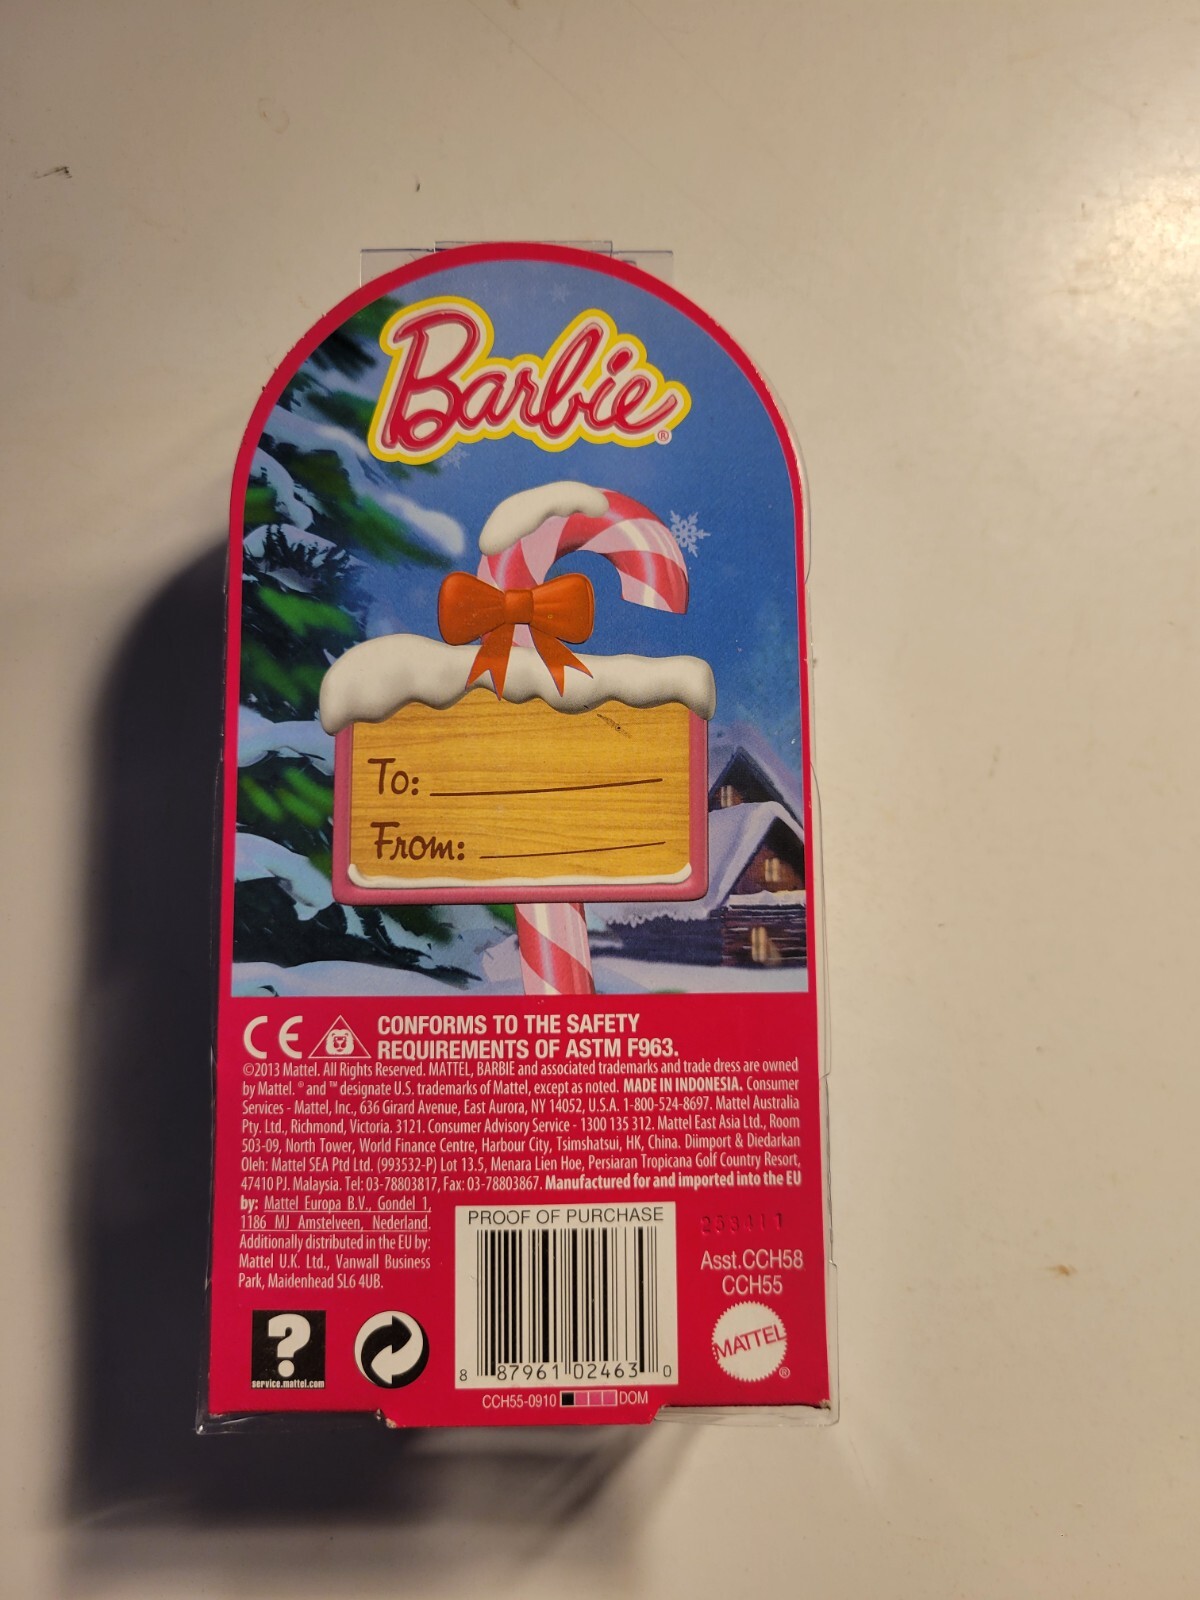 Barbie®
To:
From:
CE CONFORMS TO THE SAFETY
REQUIREMENTS OF ASTM F963.
©2013 Mattel. All Rights Reserved. MATTEL, BARBIE and associated trademarks and trade dress are owned
by Mattel. ® and ™ designate U.S. trademarks of Mattel, except as noted. MADE IN INDONESIA. Consumer
Services - Mattel, Inc., 636 Girard Avenue, East Aurora, NY 14052, U.S.A. 1-800-524-8697. Mattel Australia
Pty. Ltd., Richmond, Victoria. 3121. Consumer Advisory Service - 1300 135 312. Mattel East Asia Ltd., Room
503-09, North Tower, World Finance Centre, Harbour City, Tsimshatsui, HK, China. Diimport & Diedarkan
Oleh: Mattel SEA Ptd Ltd. (993532-P) Lot 13.5, Menara Lien Hoe, Persiaran Tropicana Golf Country Resort,
47410 PJ. Malaysia. Tel: 03-78803817, Fax: 03-78803867. Manufactured for and imported into the EU
by: Mattel Europa B.V., Gondel 1,
1186 MJ Amstelveen, Nederland.
Additionally distributed in the EU by:
Mattel U.K. Ltd., Vanwall Business
Park, Maidenhead SL6 4UB.
?
service.mattel.com
PROOF OF PURCHASE
8 87961 02463 0
CCH55-0910 DOM
253411
Asst.CCH58
CCH55
MATTEL®